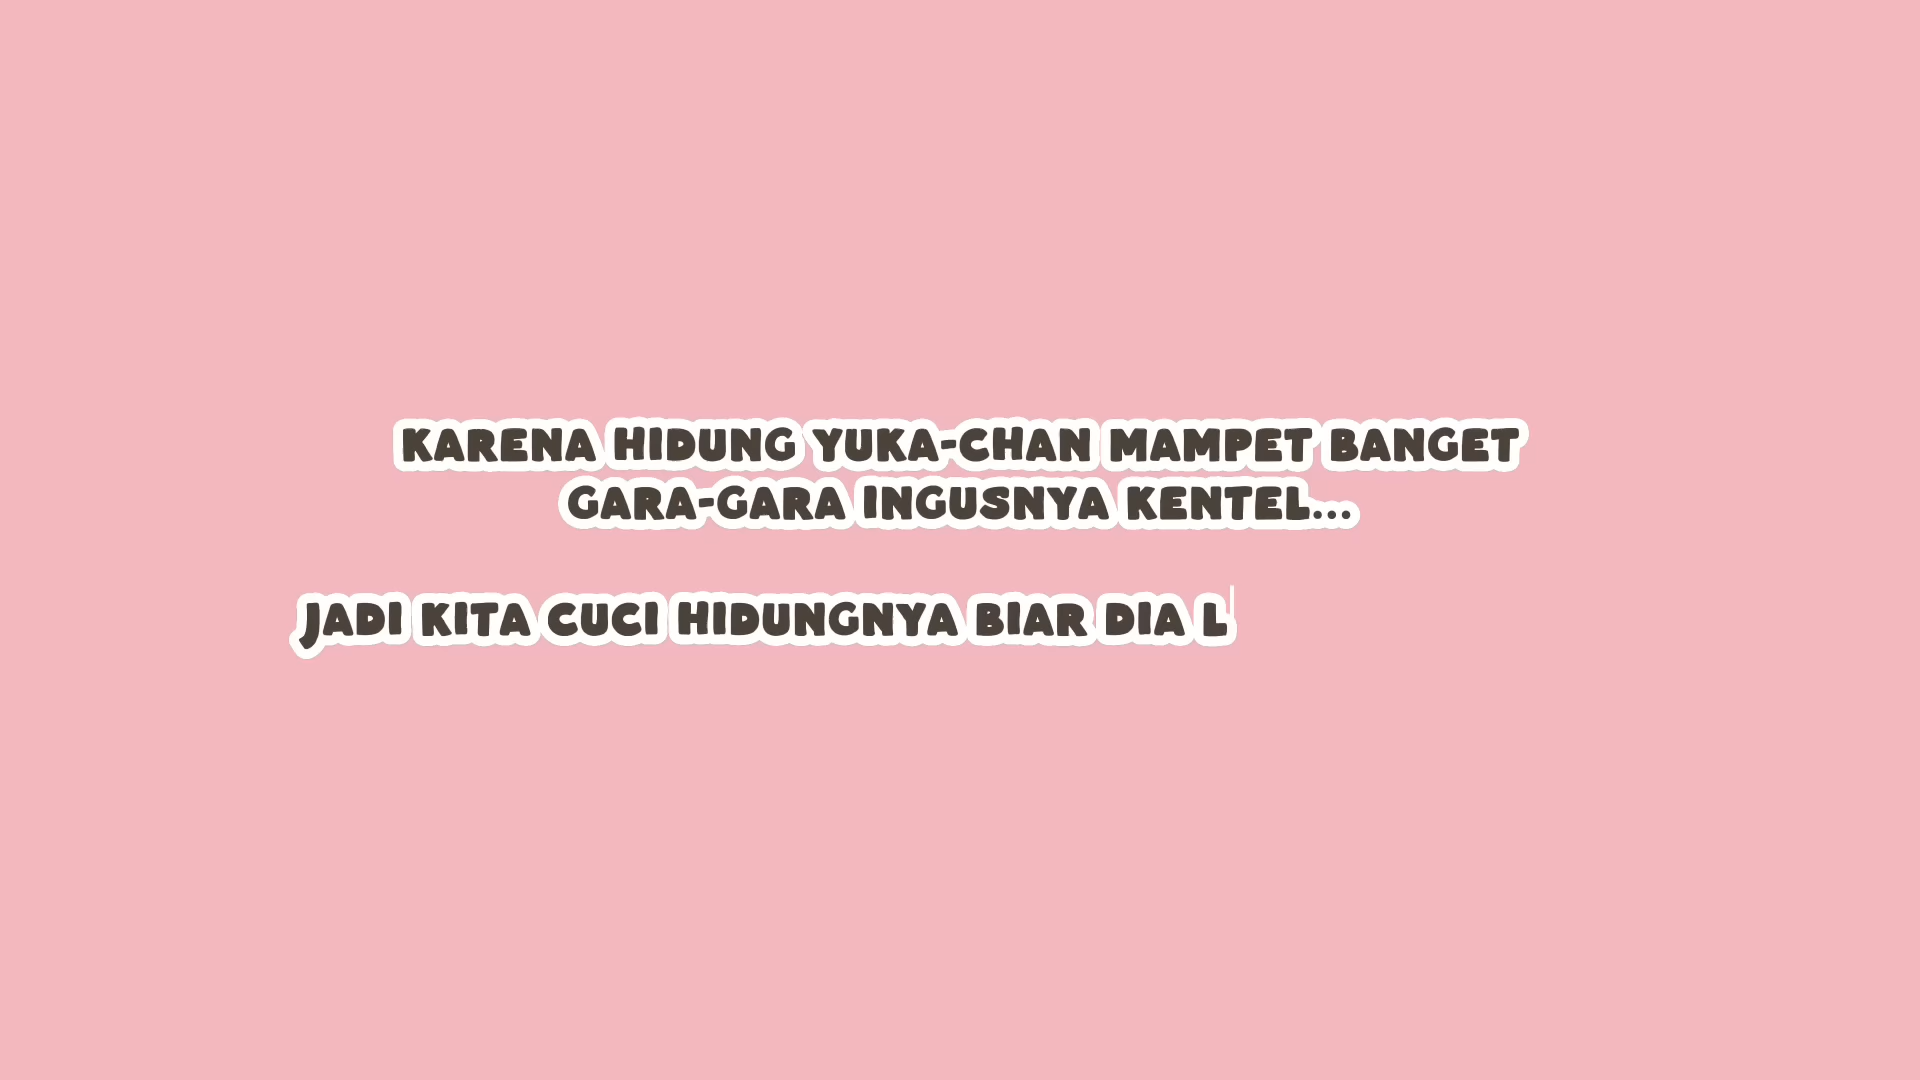 KARENA HIDUNG YUKA-CHAN MAMPET BANGET
GARA-GARA INGUSNYA KENTEL...
JADI KITA CUCI HIDUNGNYA BIAR DIA L